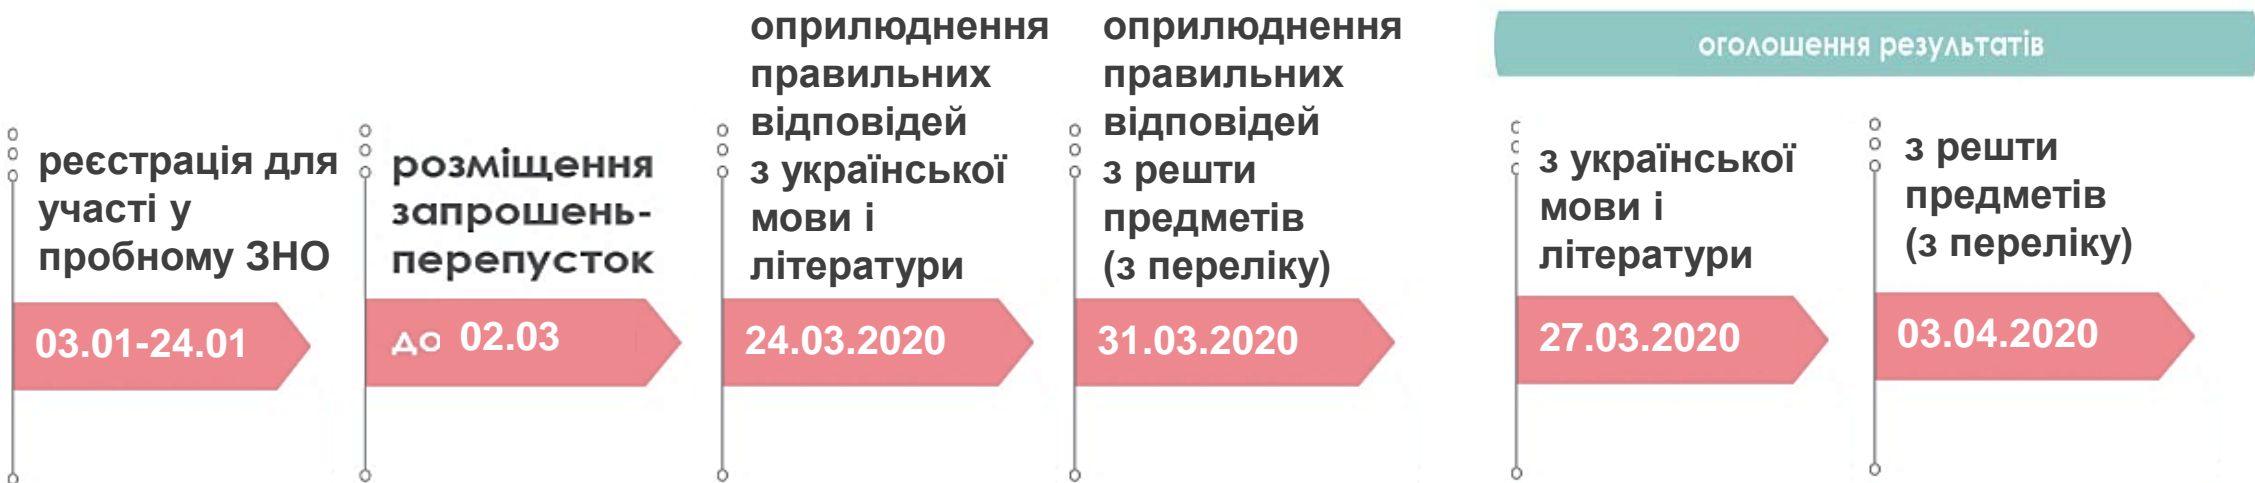 реєстрація для
участі у
пробному ЗНО
03.01-24.01
розміщення
запрошень-
перепусток
до 02.03
оприлюднення
правильних
відповідей
з української
мови і
літератури
24.03.2020
оприлюднення
правильних
відповідей
з решти
предметів
(з переліку)
31.03.2020
оголошення результатів
з української
мови і
літератури
27.03.2020
з решти
предметів
(з переліку)
03.04.2020